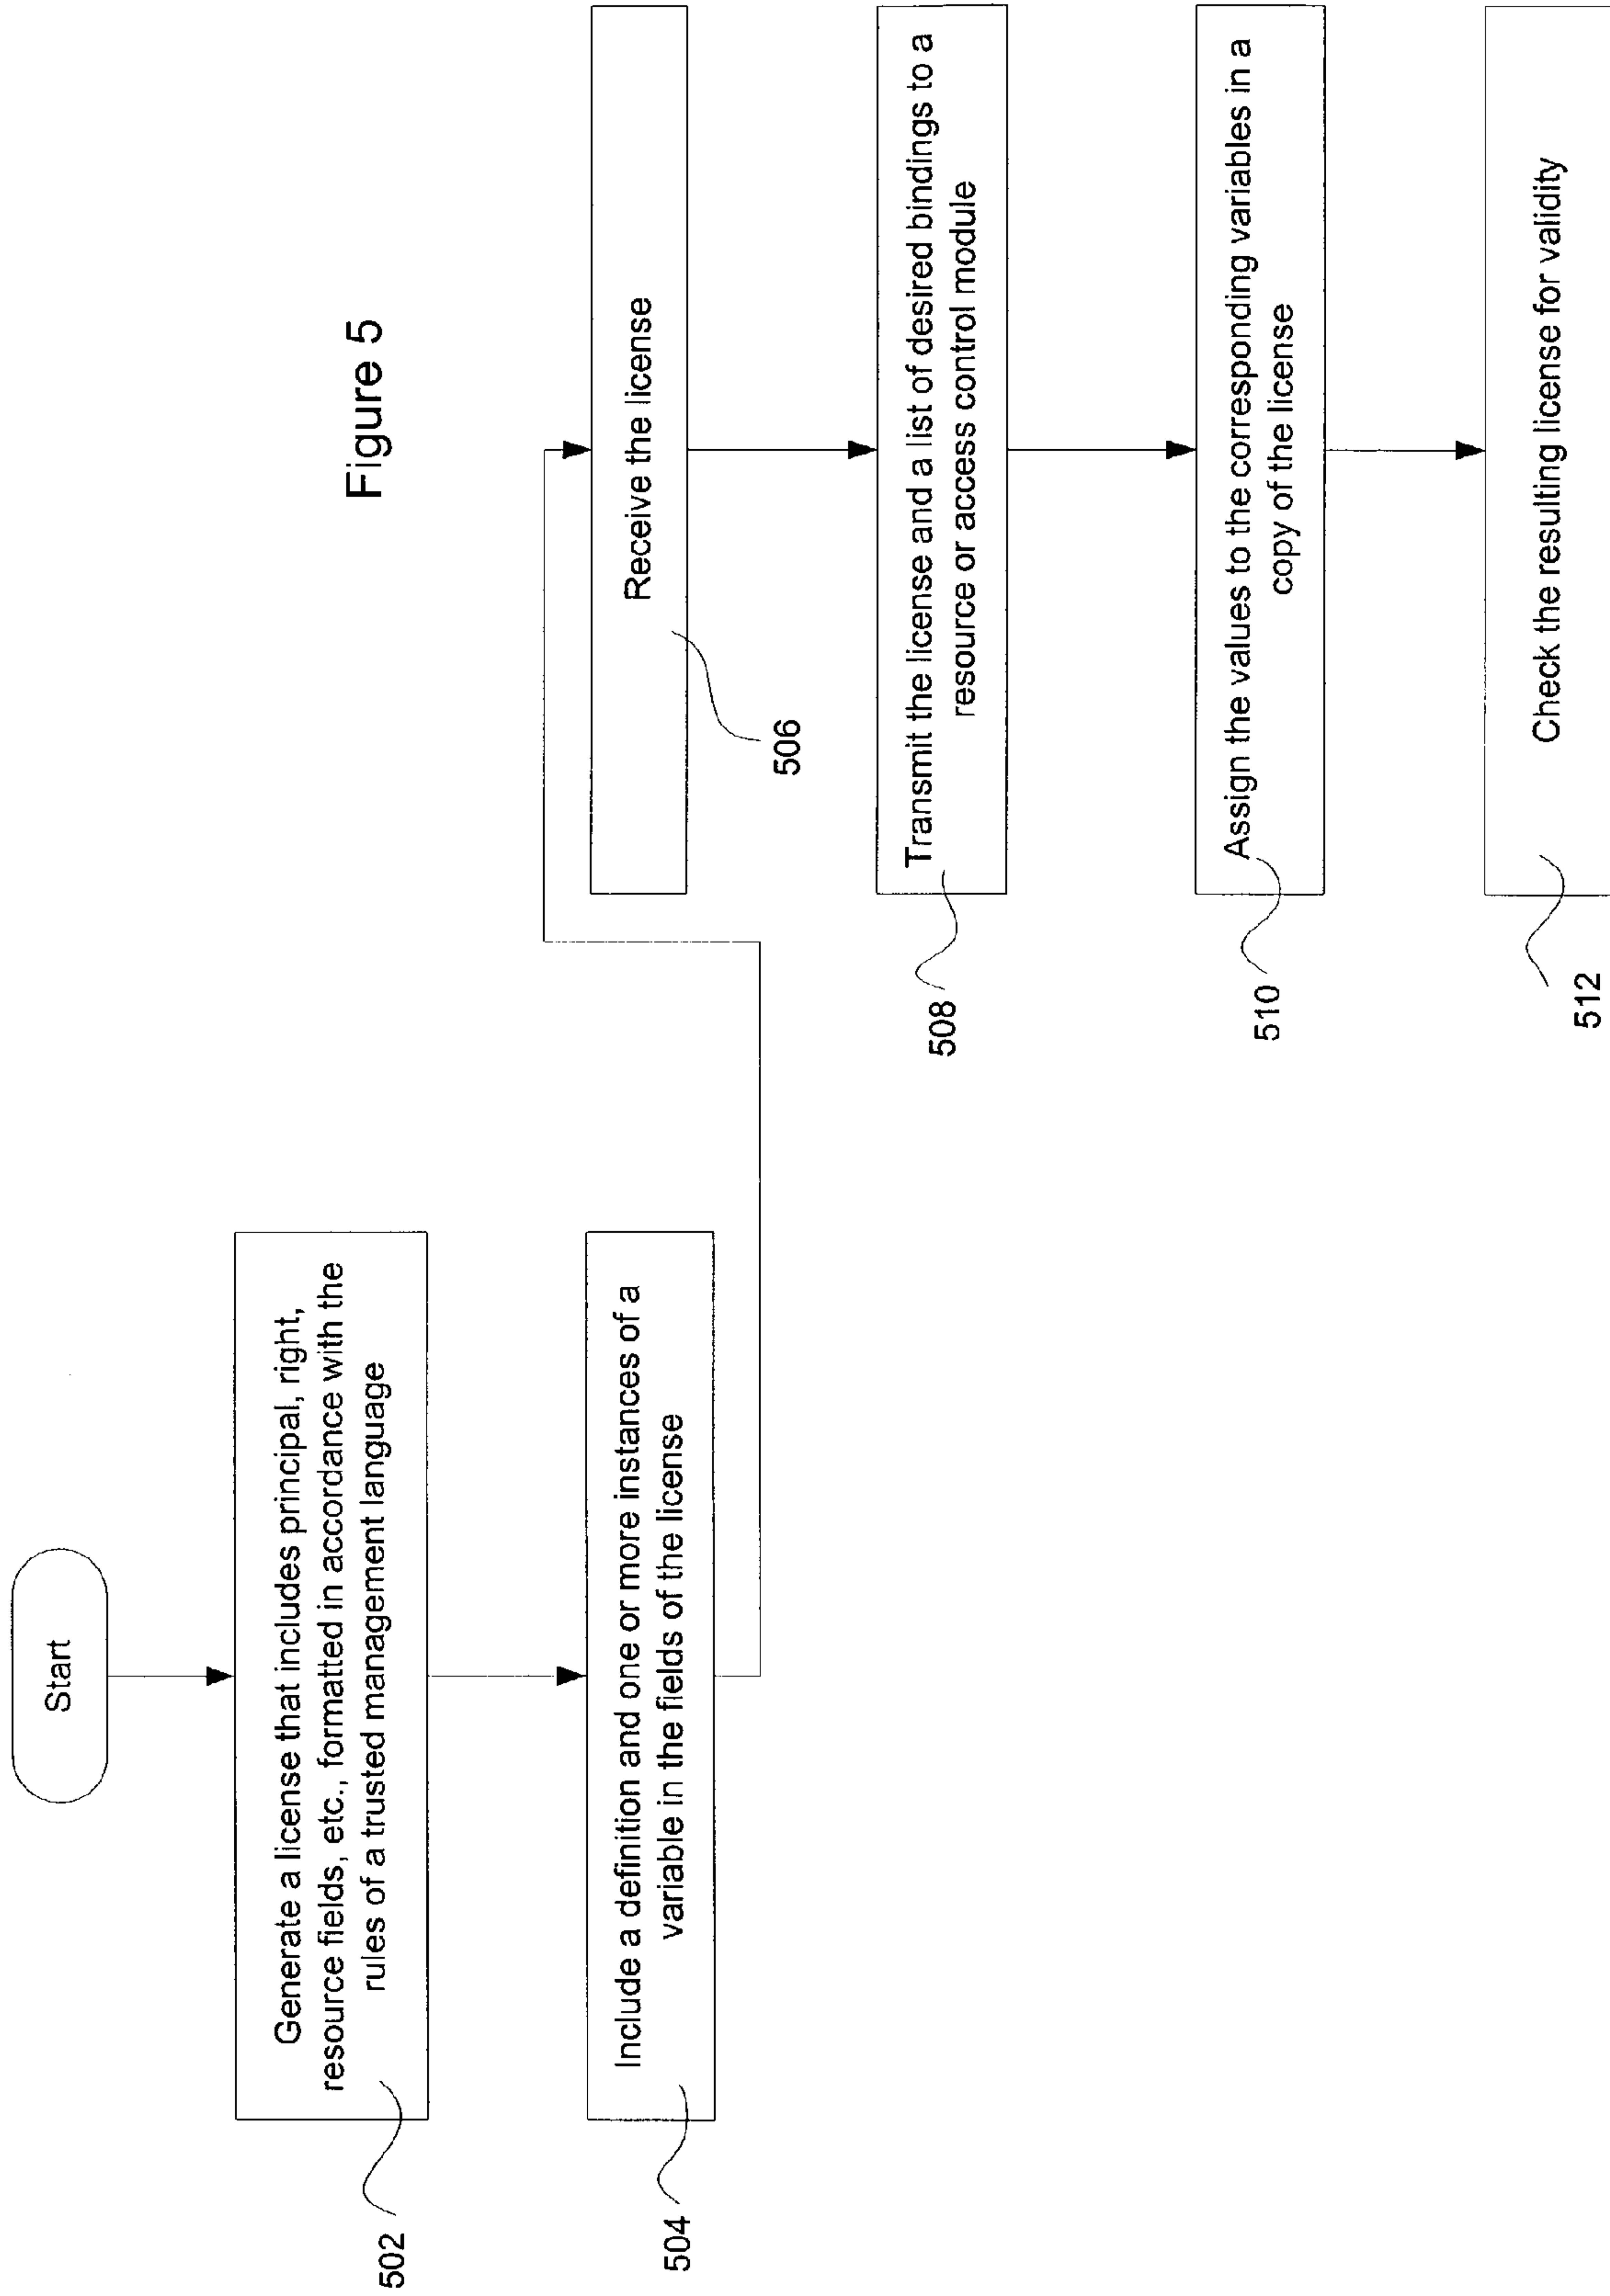 Figure 5
Start
Generate a license that includes principal, right,
resource fields, etc., formatted in accordance with the
rules of a trusted management language
502
Include a definition and one or more instances of a
variable in the fields of the license
504
Receive the license
506
Transmit the license and a list of desired bindings to a
resource or access control module
508
Assign the values to the corresponding variables in a
copy of the license
510
Check the resulting license for validity
512